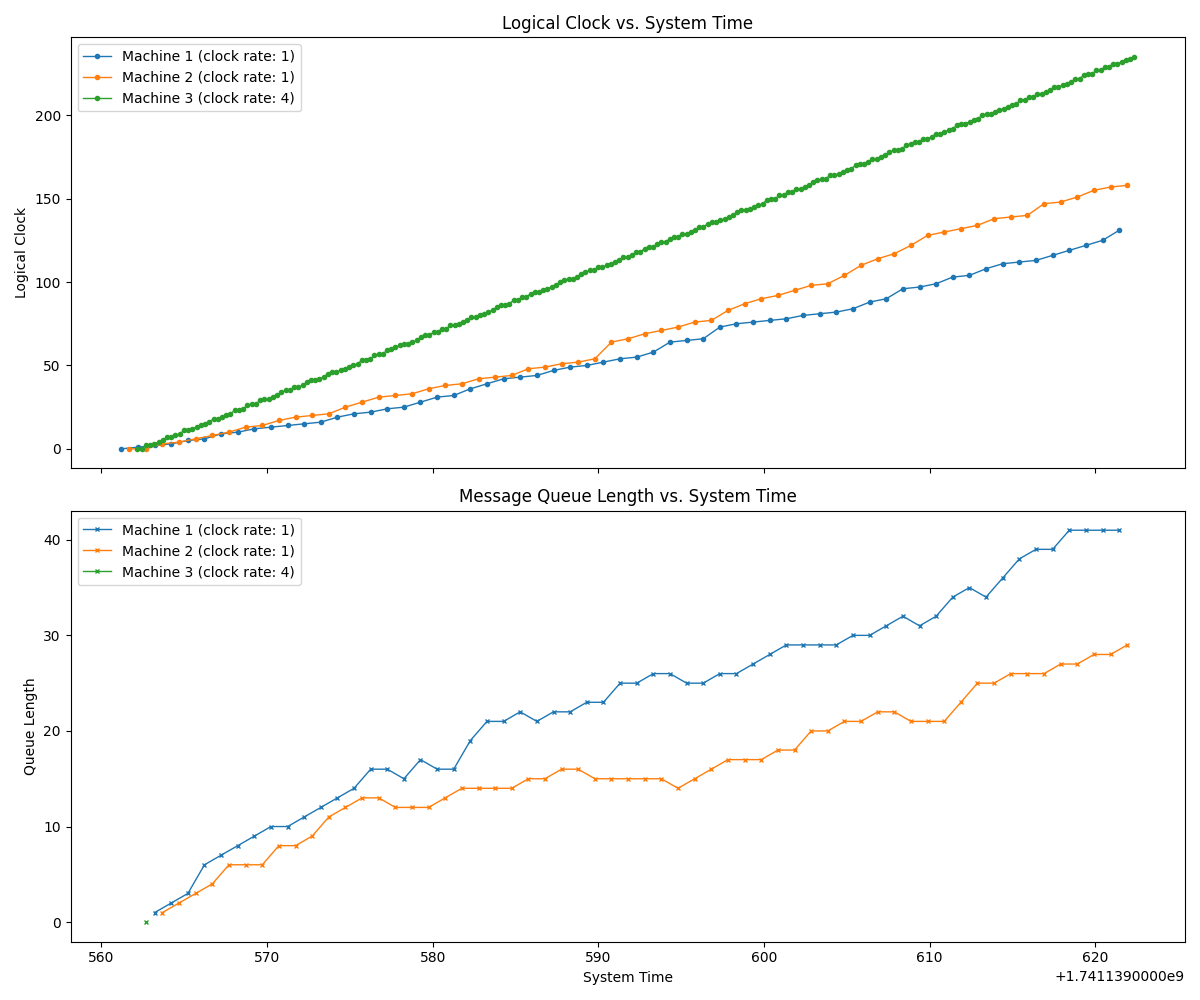 Logical Clock vs. System Time
Machine 1 (clock rate: 1)
Machine 2 (clock rate: 1)
Machine 3 (clock rate: 4)
Logical Clock
200
150
100
50
0
Message Queue Length vs. System Time
Machine 1 (clock rate: 1)
Machine 2 (clock rate: 1)
Machine 3 (clock rate: 4)
Queue Length
40
30
20
10
0
560 570 580 590 600 610 620
System Time
+1.7411390000e9